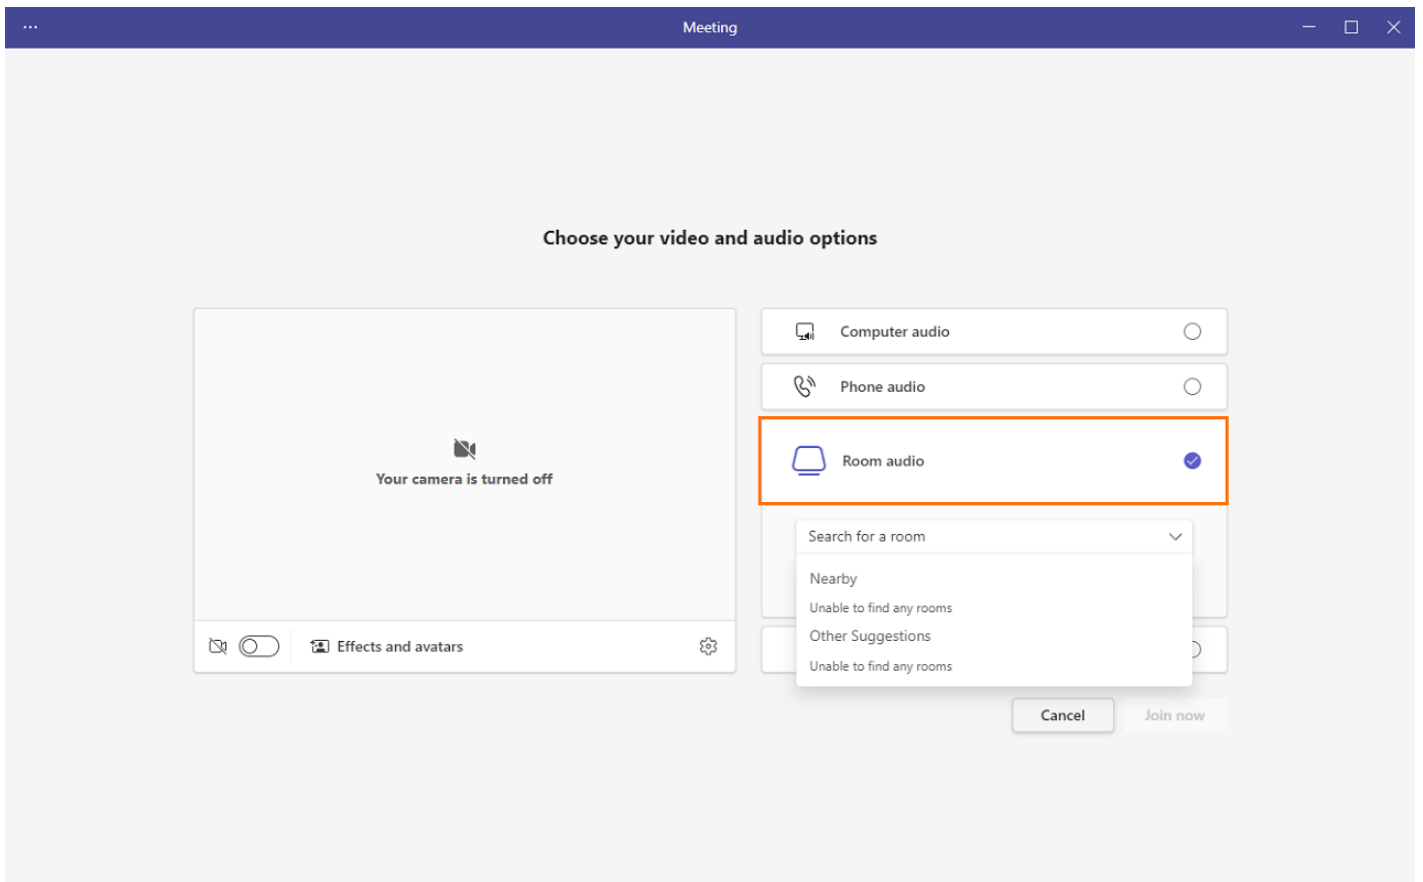 Meeting
Choose your video and audio options
Your camera is turned off
Effects and avatars
Computer audio
Phone audio
Room audio
Search for a room
Nearby
Unable to find any rooms
Other Suggestions
Unable to find any rooms
Cancel
Join now